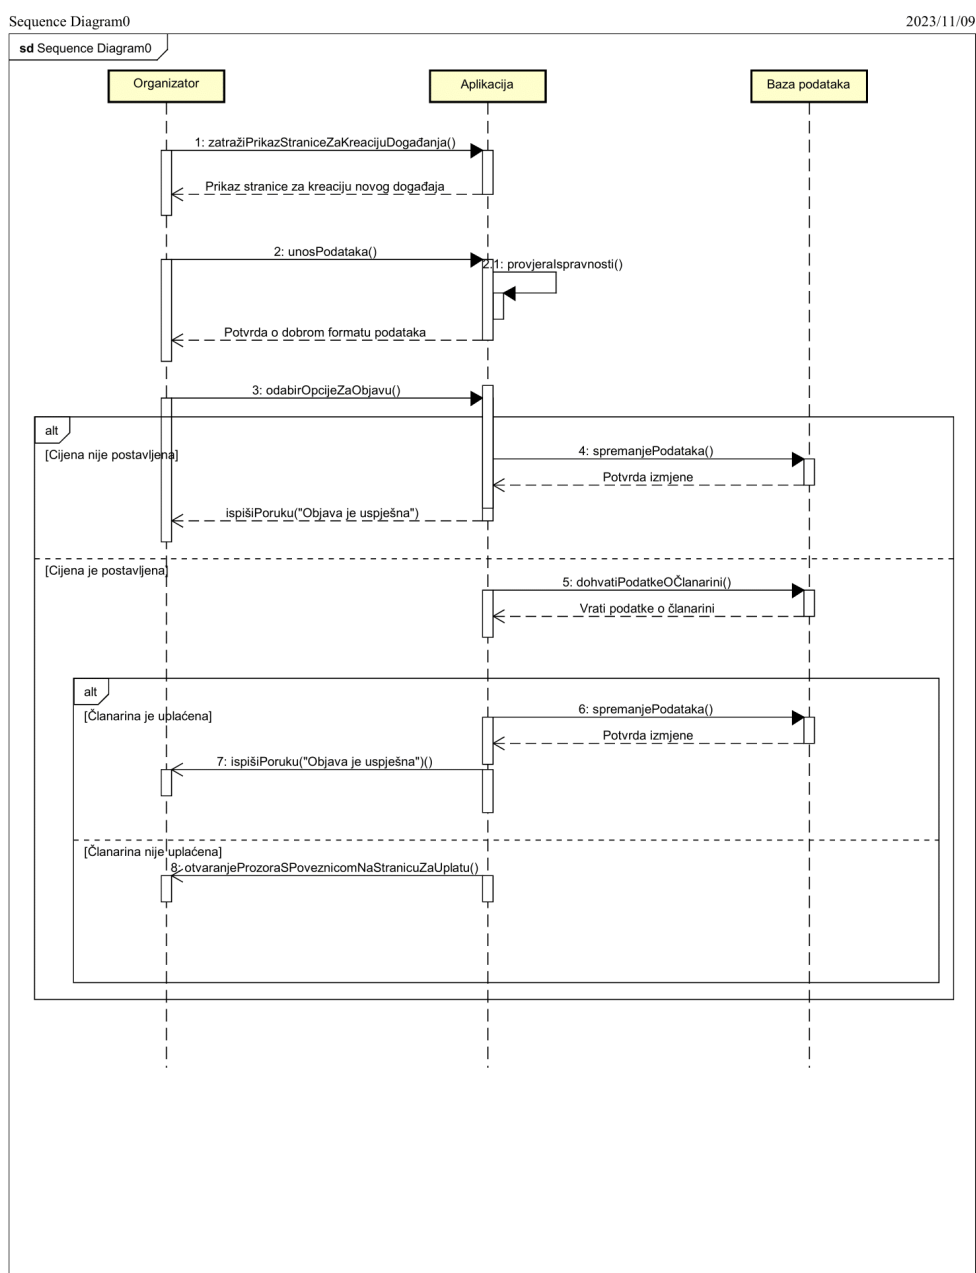 Sequence Diagram0
2023/11/09
sd Sequence Diagram0
Organizator
Aplikacija
Baza podataka
1: zatražiPrikazStraniceZaKreacijuDogađanja()
Prikaz stranice za kreaciju novog događaja
2: unosPodataka()
2.1: provjeraIspravnosti()
Potvrda o dobrom formatu podataka
3: odabirOpcijeZaObjavu()
alt
[Cijena nije postavljena]
4: spremanjePodataka()
Potvrda izmjene
ispišiPoruku("Objava je uspješna")
[Cijena je postavljena]
5: dohvatiPodatkeOČlanarini()
Vrati podatke o članarini
alt
[Članarina je uplaćena]
6: spremanjePodataka()
Potvrda izmjene
7: ispišiPoruku("Objava je uspješna")()
[Članarina nije uplaćena]
8: otvaranjeProzoraSPoveznicomNaStranicuZaUplatu()